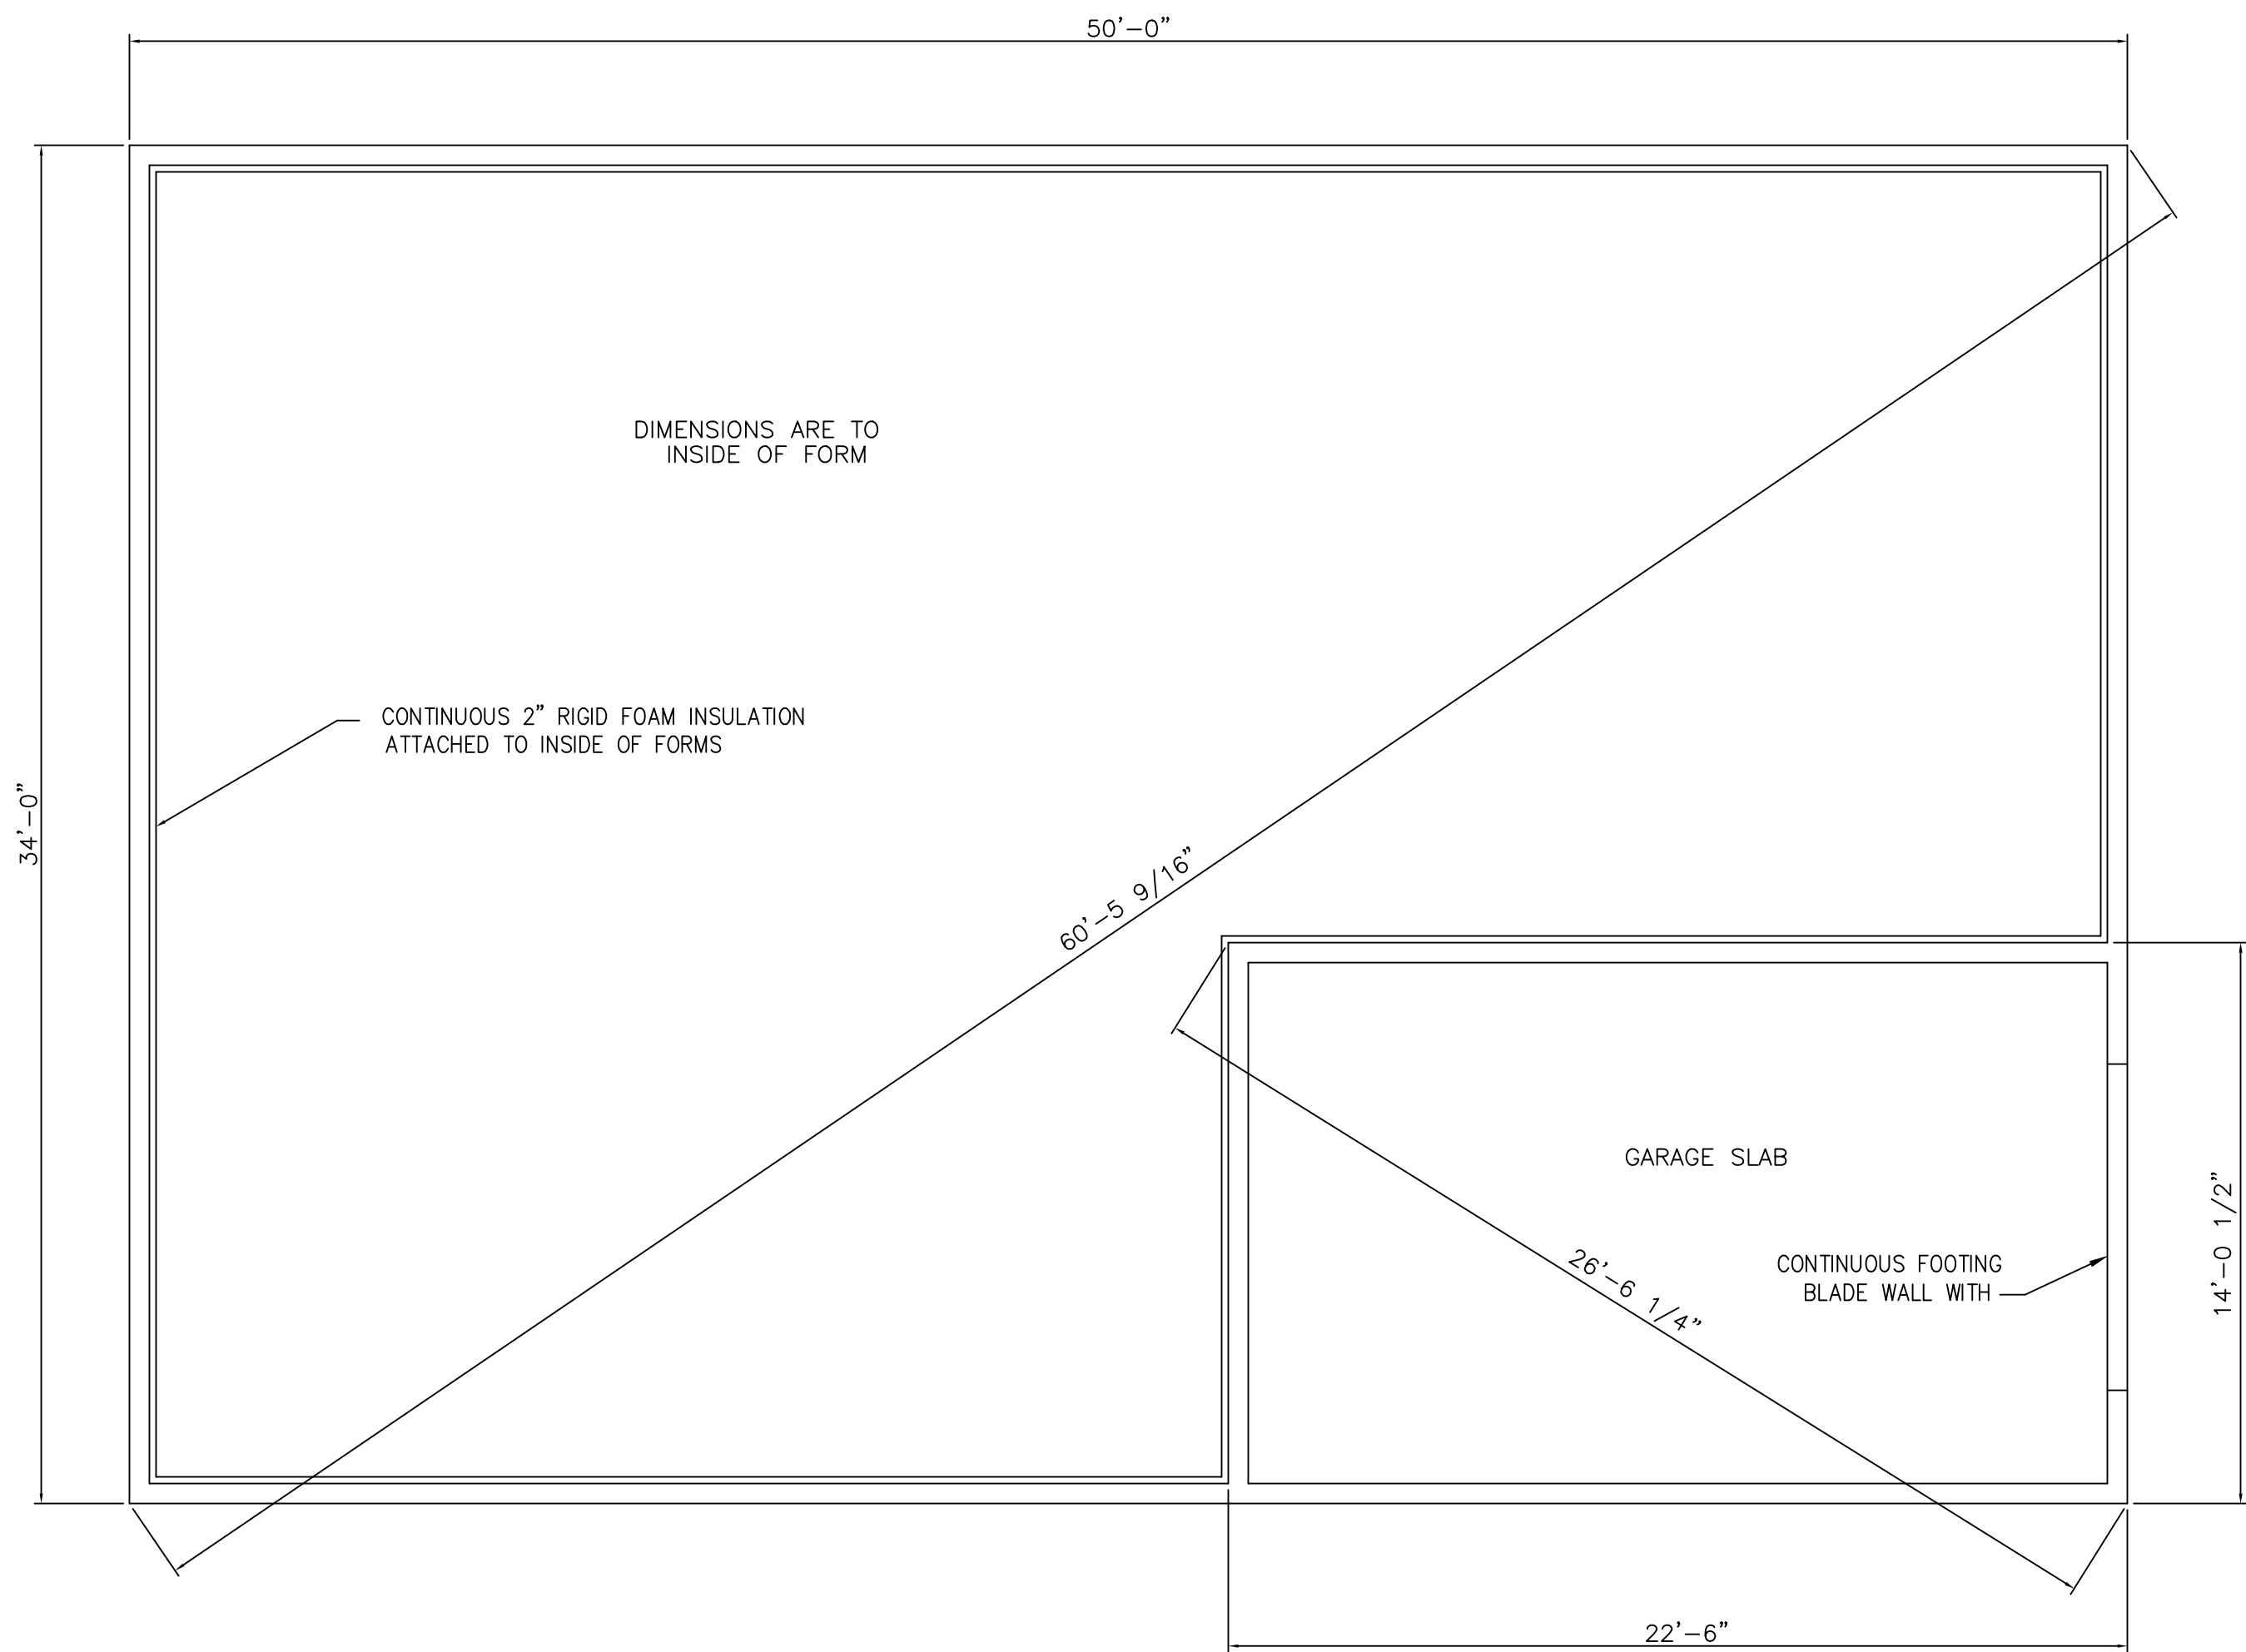 50'-0"
DIMENSIONS ARE TO
INSIDE OF FORM
CONTINUOUS 2" RIGID FOAM INSULATION
ATTACHED TO INSIDE OF FORMS
34'-0"
60'-5 9/16"
GARAGE SLAB
CONTINUOUS FOOTING
BLADE WALL WITH
14'-0 1/2"
26'-6 1/4"
22'-6"